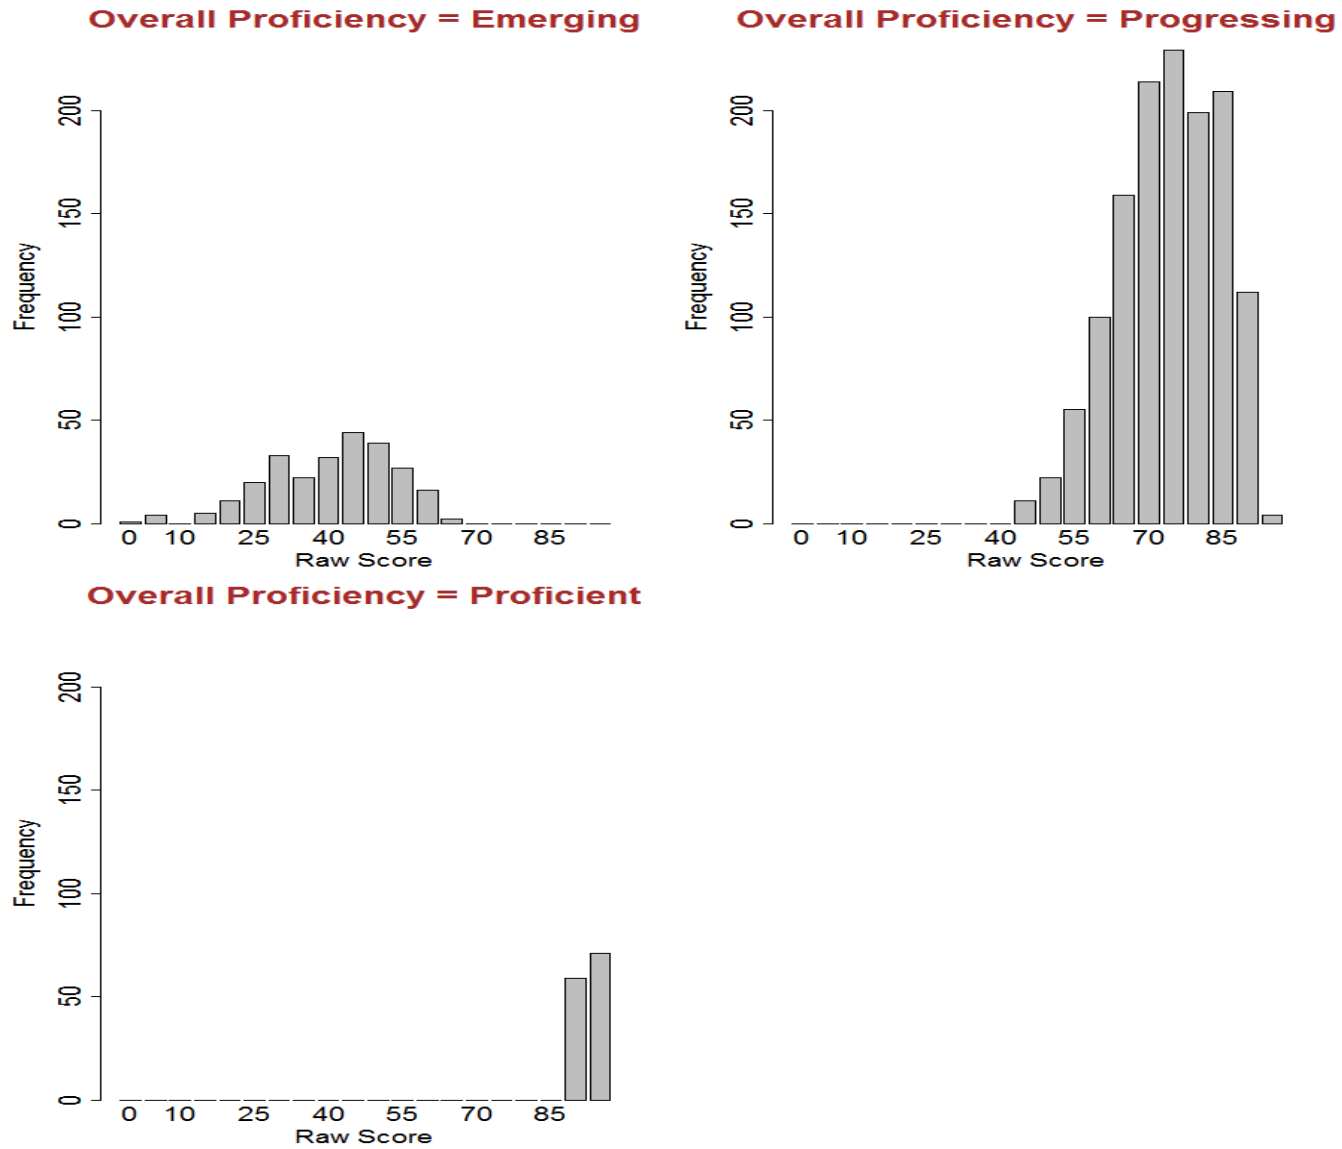 Overall Proficiency = Emerging
200
150
100
50
0
Frequency
0 10 25 40 55 70 85
Raw Score
Overall Proficiency = Progressing
200
150
100
50
0
Frequency
0 10 25 40 55 70 85
Raw Score
Overall Proficiency = Proficient
200
150
100
50
0
Frequency
0 10 25 40 55 70 85
Raw Score